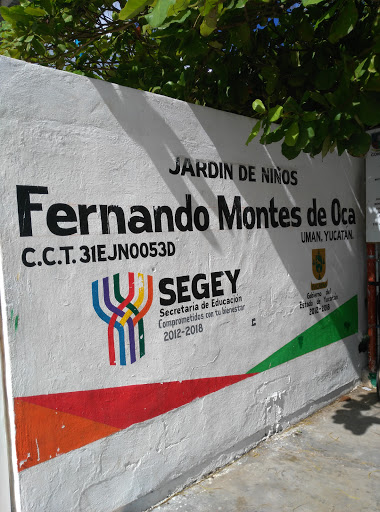 JARDIN DE NIÑOS
Fernando Montes de Oca
UMAN, YUCATAN.
C.C.T. 31EJN0053D
SEGEY
Secretaría de Educación
Comprometidos con tu bienestar
2012-2018
Gobierno del
Estado de Yucatán
2012-2018